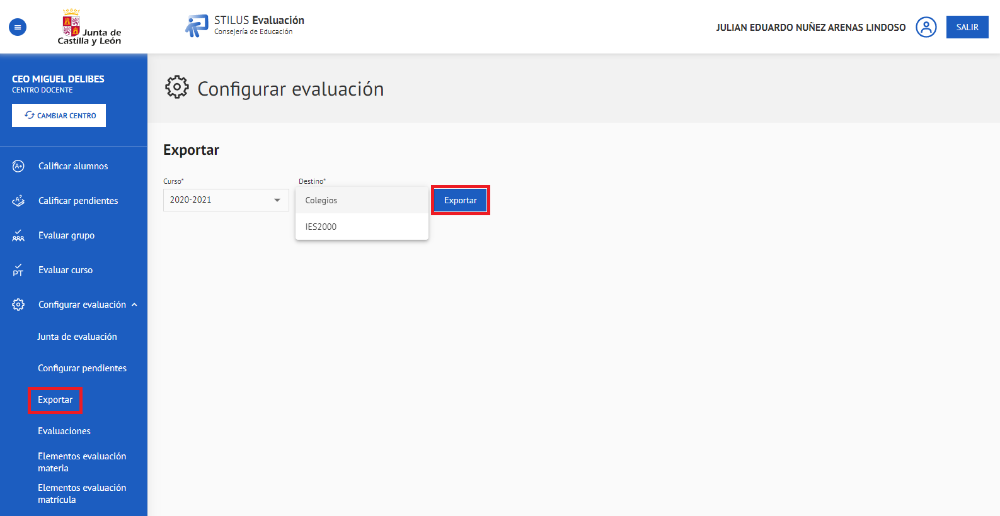 Junta de
Castilla y León
STILUS Evaluación
Consejería de Educación
JULIAN EDUARDO NUÑEZ ARENAS LINDOSO
SALIR
CEO MIGUEL DELIBES
CENTRO DOCENTE
CAMBIAR CENTRO
Calificar alumnos
Calificar pendientes
Evaluar grupo
Evaluar curso
Configurar evaluación
Junta de evaluación
Configurar pendientes
Exportar
Evaluaciones
Elementos evaluación
materia
Elementos evaluación
matrícula
Configurar evaluación
Exportar
Curso*
Destino*
2020-2021
Colegios
Exportar
IES2000